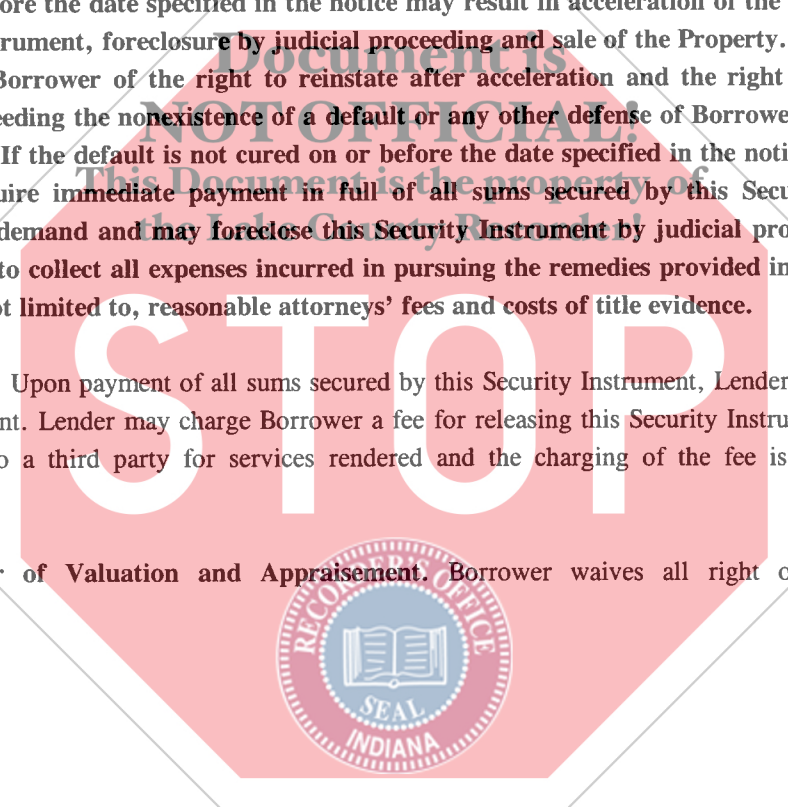 ore the date specified in the notice may result in acceleration of the
rument, foreclosure by judicial proceeding and sale of the Property.
Document is
Borrower of the right to reinstate after acceleration and the right
eeding the nonexistence of a default or any other defense of Borrowe
NOT OFFICIAL!
If the default is not cured on or before the date specified in the noti
uire immediate payment in full of all sums secured by this Secu
This Document is the property of
demand and may foreclose this Security Instrument by judicial pro
the Lake County Recorder!
to collect all expenses incurred in pursuing the remedies provided in
ot limited to, reasonable attorneys' fees and costs of title evidence.
STOP
Upon payment of all sums secured by this Security Instrument, Lender
nt. Lender may charge Borrower a fee for releasing this Security Instru
o a third party for services rendered and the charging of the fee is
of Valuation and Appraisement. Borrower waives all right o
RECORDER'S OFFICE
SEAL
INDIANA